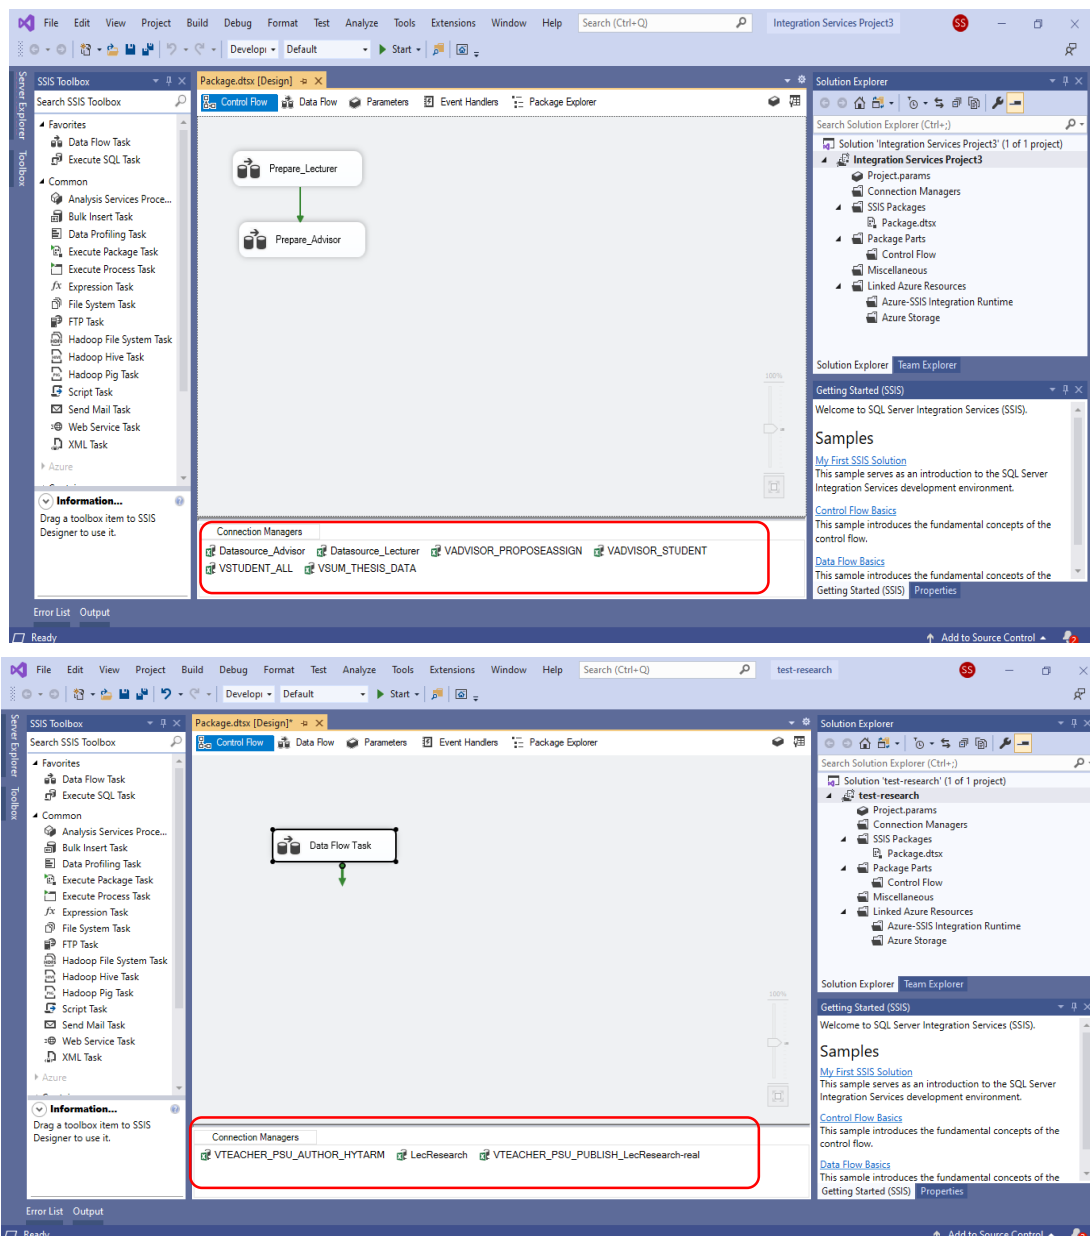 File Edit View Project Build Debug Format Test Analyze Tools Extensions Window Help Search (Ctrl+Q) Integration Services Project3 SS
Develop Default Start
Server Explorer
Toolbox
SSIS Toolbox
Search SSIS Toolbox
Favorites
Data Flow Task
Execute SQL Task
Common
Analysis Services Proce...
Bulk Insert Task
Data Profiling Task
Execute Package Task
Execute Process Task
Expression Task
File System Task
FTP Task
Hadoop File System Task
Hadoop Hive Task
Hadoop Pig Task
Script Task
Send Mail Task
Web Service Task
XML Task
Azure
Information...
Drag a toolbox item to SSIS
Designer to use it.
Package.dtsx [Design]
Control Flow Data Flow Parameters Event Handlers Package Explorer
Prepare_Lecturer
Prepare_Advisor
100%
Connection Managers
Datasource_Advisor Datasource_Lecturer VADVISOR_PROPOSEASSIGN VADVISOR_STUDENT
VSTUDENT_ALL VSUM_THESIS_DATA
Solution Explorer
Search Solution Explorer (Ctrl+;)
Solution 'Integration Services Project3' (1 of 1 project)
Integration Services Project3
Project.params
Connection Managers
SSIS Packages
Package.dtsx
Package Parts
Control Flow
Miscellaneous
Linked Azure Resources
Azure-SSIS Integration Runtime
Azure Storage
Solution Explorer Team Explorer
Getting Started (SSIS)
Welcome to SQL Server Integration Services (SSIS).
Samples
My First SSIS Solution
This sample serves as an introduction to the SQL Server
Integration Services development environment.
Control Flow Basics
This sample introduces the fundamental concepts of the
control flow.
Data Flow Basics
This sample introduces the fundamental concepts of the
Getting Started (SSIS) Properties
Error List Output
Ready Add to Source Control 2
File Edit View Project Build Debug Format Test Analyze Tools Extensions Window Help Search (Ctrl+Q) test-research SS
Develop Default Start
Server Explorer
Toolbox
SSIS Toolbox
Search SSIS Toolbox
Favorites
Data Flow Task
Execute SQL Task
Common
Analysis Services Proce...
Bulk Insert Task
Data Profiling Task
Execute Package Task
Execute Process Task
Expression Task
File System Task
FTP Task
Hadoop File System Task
Hadoop Hive Task
Hadoop Pig Task
Script Task
Send Mail Task
Web Service Task
XML Task
Azure
Information...
Drag a toolbox item to SSIS
Designer to use it.
Package.dtsx [Design]*
Control Flow Data Flow Parameters Event Handlers Package Explorer
Data Flow Task
100%
Connection Managers
VTEACHER_PSU_AUTHOR_HYTARM LecResearch VTEACHER_PSU_PUBLISH_LecResearch-real
Solution Explorer
Search Solution Explorer (Ctrl+;)
Solution 'test-research' (1 of 1 project)
test-research
Project.params
Connection Managers
SSIS Packages
Package.dtsx
Package Parts
Control Flow
Miscellaneous
Linked Azure Resources
Azure-SSIS Integration Runtime
Azure Storage
Solution Explorer Team Explorer
Getting Started (SSIS)
Welcome to SQL Server Integration Services (SSIS).
Samples
My First SSIS Solution
This sample serves as an introduction to the SQL Server
Integration Services development environment.
Control Flow Basics
This sample introduces the fundamental concepts of the
control flow.
Data Flow Basics
This sample introduces the fundamental concepts of the
Getting Started (SSIS) Properties
Error List Output
Ready Add to Source Control